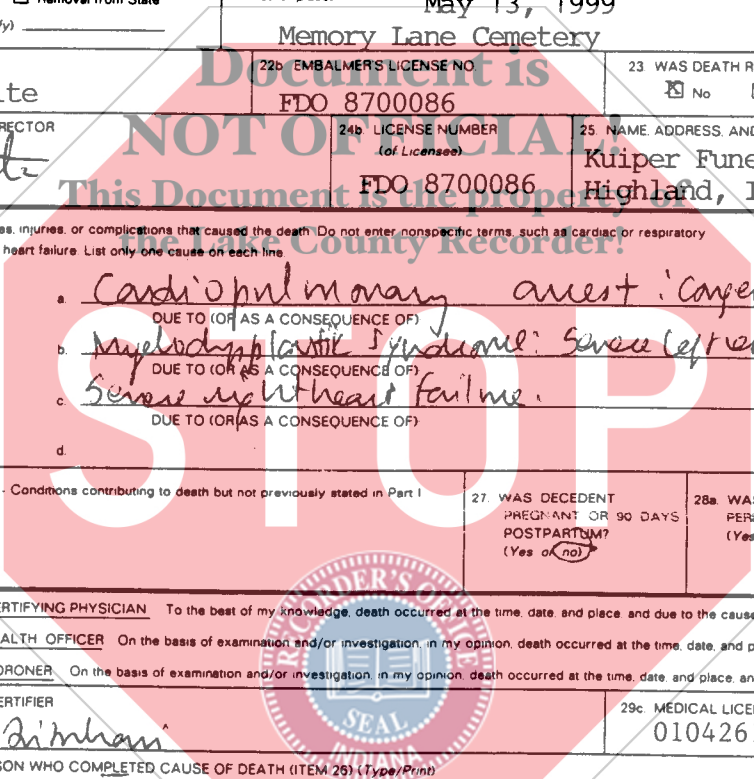 Removal from State
May 13, 1999
Memory Lane Cemetery
22b EMBALMER'S LICENSE NO
FDO 8700086
23 WAS DEATH R
No
ite
RECTOR
24b. LICENSE NUMBER
(of Licensee)
FDO 8700086
25. NAME, ADDRESS, AND
Kuiper Fune
Highland, I
Document is
NOT OFFICIAL!
This Document is the property of
the Lake County Recorder!
es, injuries, or complications that caused the death. Do not enter nonspecific terms, such as cardiac or respiratory
heart failure. List only one cause on each line.
a. Cardiopulmonary arrest : Conge
DUE TO (OR AS A CONSEQUENCE OF)
b. Myelodypplastic Syndrome: Severe left
DUE TO (OR AS A CONSEQUENCE OF)
c. Severe right heart failure.
DUE TO (OR AS A CONSEQUENCE OF)
d.
STOP
- Conditions contributing to death but not previously stated in Part I
27. WAS DECEDENT
PREGNANT OR 90 DAYS
POSTPARTUM?
(Yes or no)
28a. WA
PER
(Yes
ERTIFYING PHYSICIAN To the best of my knowledge, death occurred at the time, date, and place, and due to the cause
EALTH OFFICER On the basis of examination and/or investigation, in my opinion, death occurred at the time, date, and p
ORONER On the basis of examination and/or investigation, in my opinion, death occurred at the time, date, and place, an
RECORDER'S OFFICE
SEAL
INDIANA
ERTIFIER
29c. MEDICAL LICE
010426
SON WHO COMPLETED CAUSE OF DEATH (ITEM 26) (Type/Print)